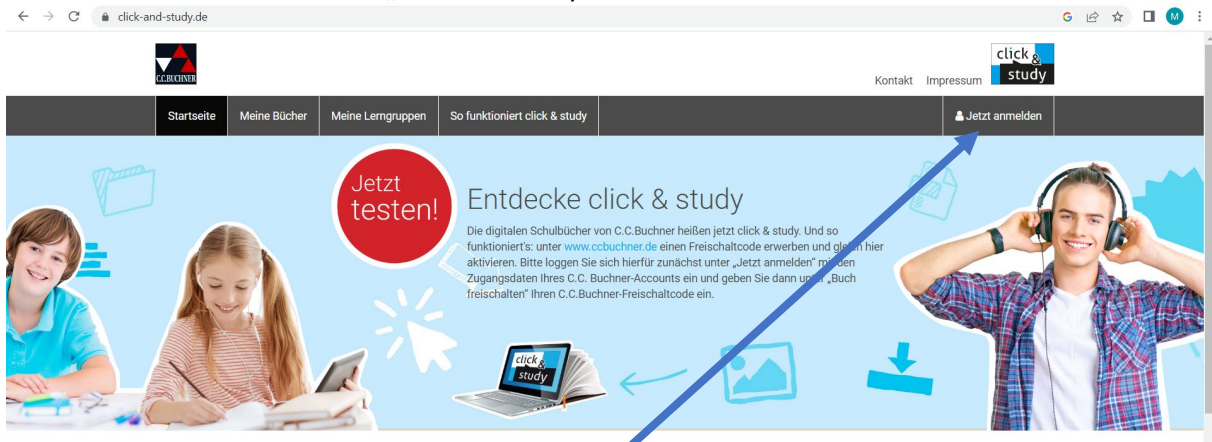 click-and-study.de
G
M
C.C.BUCHNER
Kontakt Impressum
click &
study
Startseite Meine Bücher Meine Lerngruppen So funktioniert click & study Jetzt anmelden
Jetzt
testen!
Entdecke click & study
Die digitalen Schulbücher von C.C.Buchner heißen jetzt click & study. Und so
funktioniert's: unter www.ccbuchner.de einen Freischaltcode erwerben und gleich hier
aktivieren. Bitte loggen Sie sich hierfür zunächst unter „Jetzt anmelden" mit den
Zugangsdaten Ihres C.C. Buchner-Accounts ein und geben Sie dann unter „Buch
freischalten" Ihren C.C.Buchner-Freischaltcode ein.
click &
study